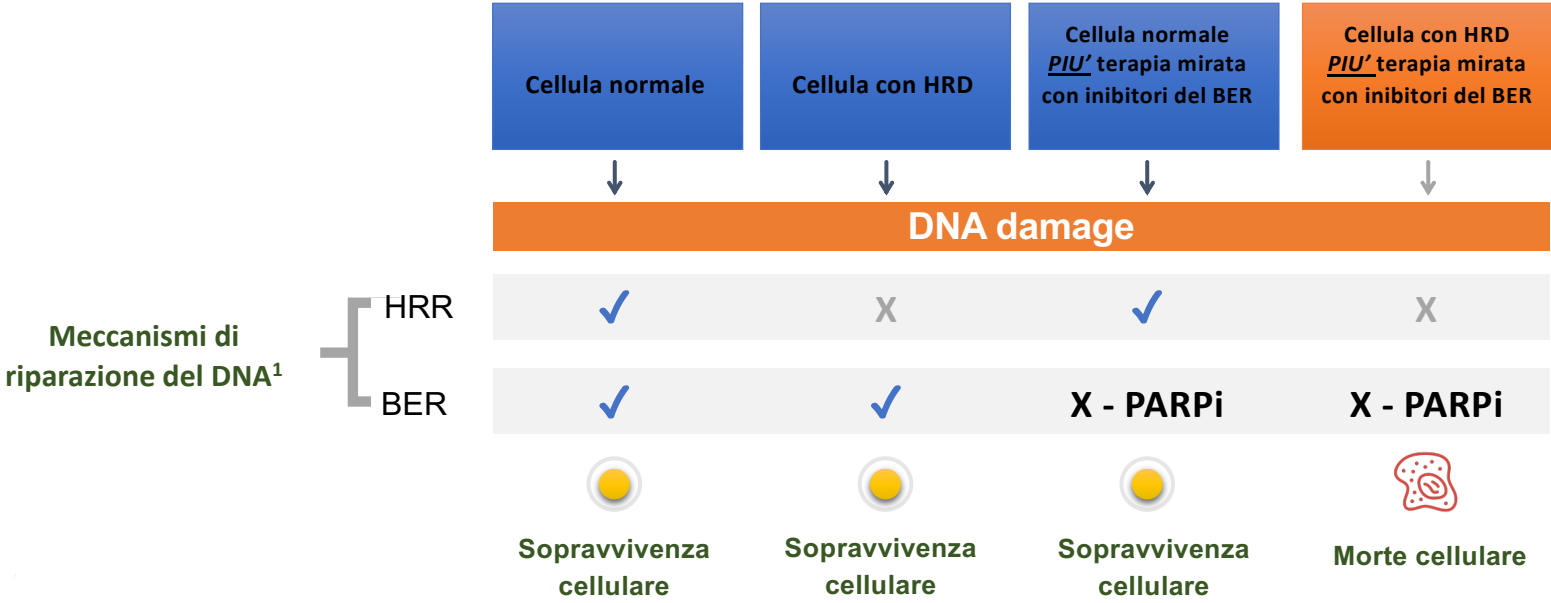 Cellula normale
Cellula con HRD
Cellula normale
PIU’ terapia mirata
con inibitori del BER
Cellula con HRD
PIU’ terapia mirata
con inibitori del BER
DNA damage
Meccanismi di
riparazione del DNA1
HRR
X
X
BER
X - PARPi
X - PARPi
Sopravvivenza
cellulare
Sopravvivenza
cellulare
Sopravvivenza
cellulare
Morte cellulare